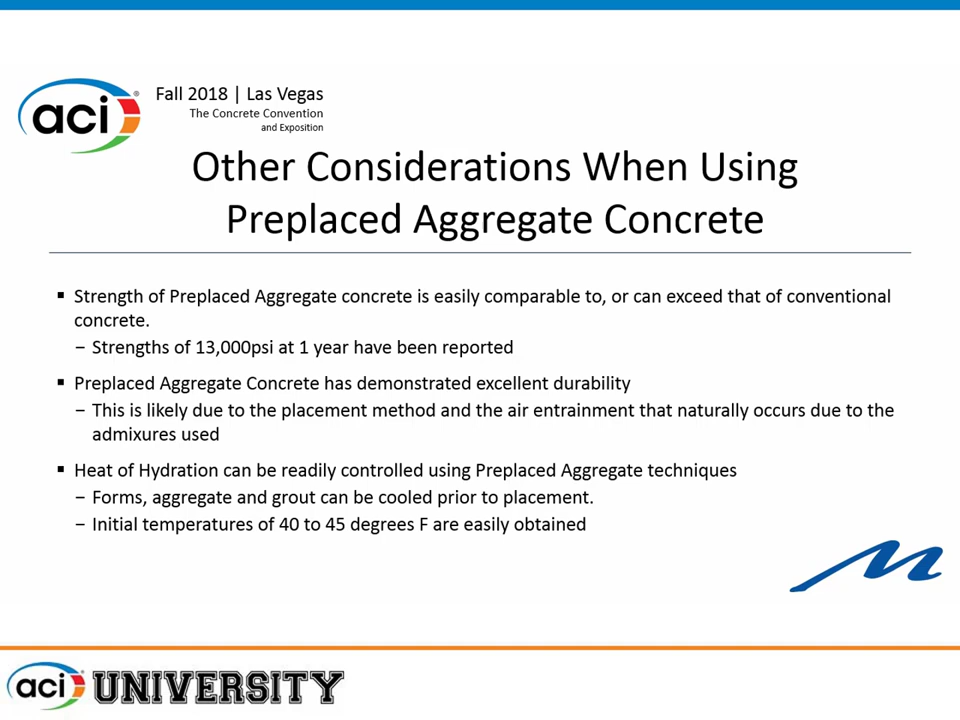 aci®
Fall 2018 | Las Vegas
The Concrete Convention
and Exposition
Other Considerations When Using
Preplaced Aggregate Concrete
▪ Strength of Preplaced Aggregate concrete is easily comparable to, or can exceed that of conventional
concrete.
– Strengths of 13,000psi at 1 year have been reported
▪ Preplaced Aggregate Concrete has demonstrated excellent durability
– This is likely due to the placement method and the air entrainment that naturally occurs due to the
admixures used
▪ Heat of Hydration can be readily controlled using Preplaced Aggregate techniques
– Forms, aggregate and grout can be cooled prior to placement.
– Initial temperatures of 40 to 45 degrees F are easily obtained
aci UNIVERSITY